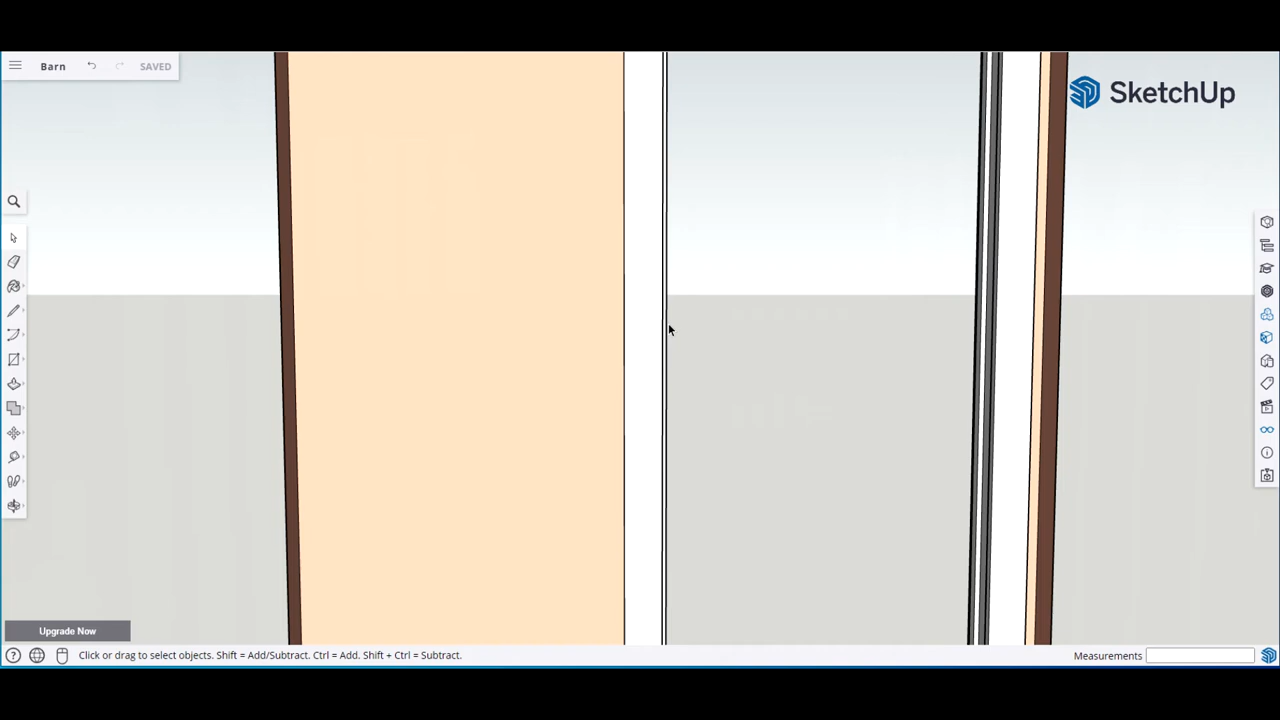 Barn
SAVED
SketchUp
Upgrade Now
Click or drag to select objects. Shift = Add/Subtract. Ctrl = Add. Shift + Ctrl = Subtract.
Measurements